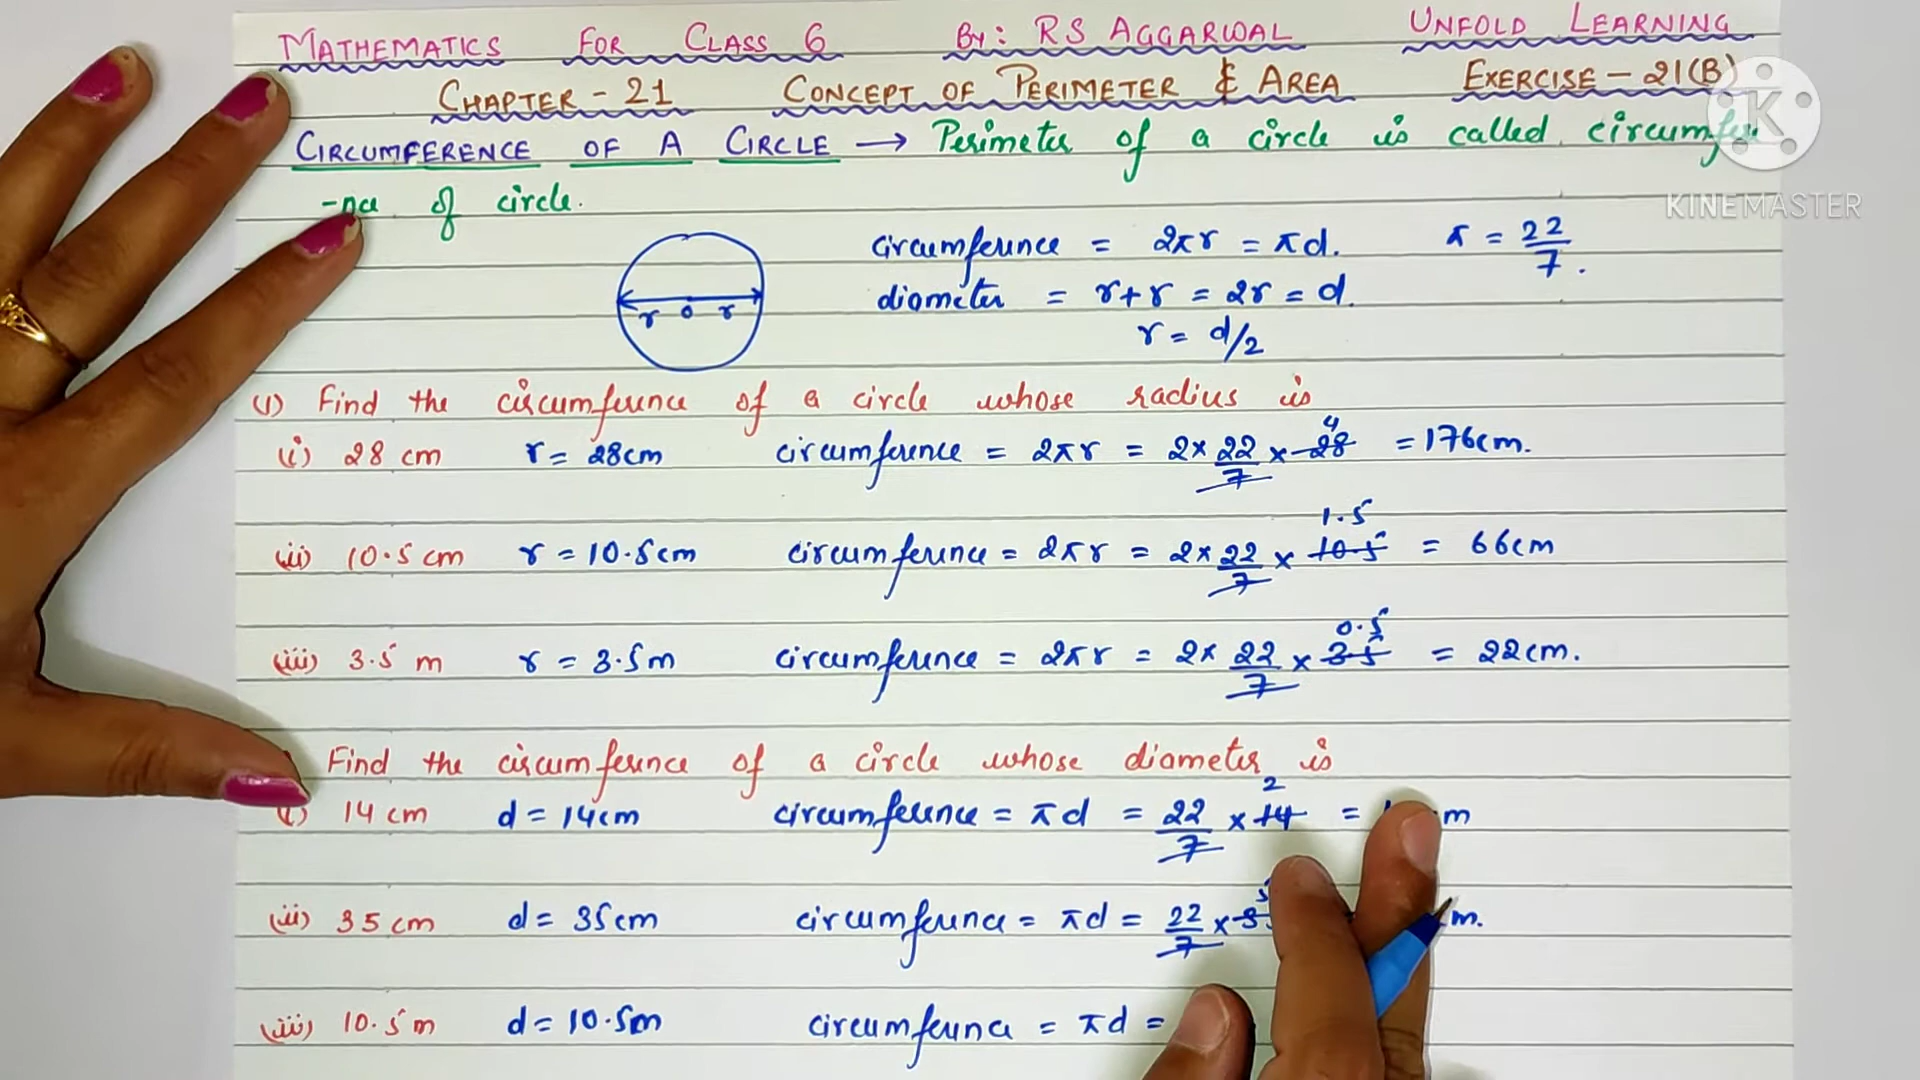 MATHEMATICS FOR CLASS 6 BY: RS AGGARWAL UNFOLD LEARNING
CHAPTER - 21 CONCEPT OF PERIMETER & AREA EXERCISE - 21(B)
CIRCUMFERENCE OF A CIRCLE → Perimeter of a circle is called circumfere
-nce of circle.
K
KINEMASTER
circumference = 2πr = πd. π = 22/7.
diameter = r+r = 2r = d.
r = d/2
r o r
1) Find the circumference of a circle whose radius is
(i) 28 cm r = 28cm circumference = 2πr = 2 × 22/7 × 28 4 = 176cm.
(ii) 10.5 cm r = 10.5cm circumference = 2πr = 2 × 22/7 × 10.5 1.5 = 66cm
(iii) 3.5 m r = 3.5m circumference = 2πr = 2 × 22/7 × 3.5 0.5 = 22cm.
Find the circumference of a circle whose diameter is
(i) 14 cm d = 14cm circumference = πd = 22/7 × 14 2 = m
(ii) 35 cm d = 35cm circumference = πd = 22/7 × 3 5 m.
(iii) 10.5 m d = 10.5m circumference = πd =